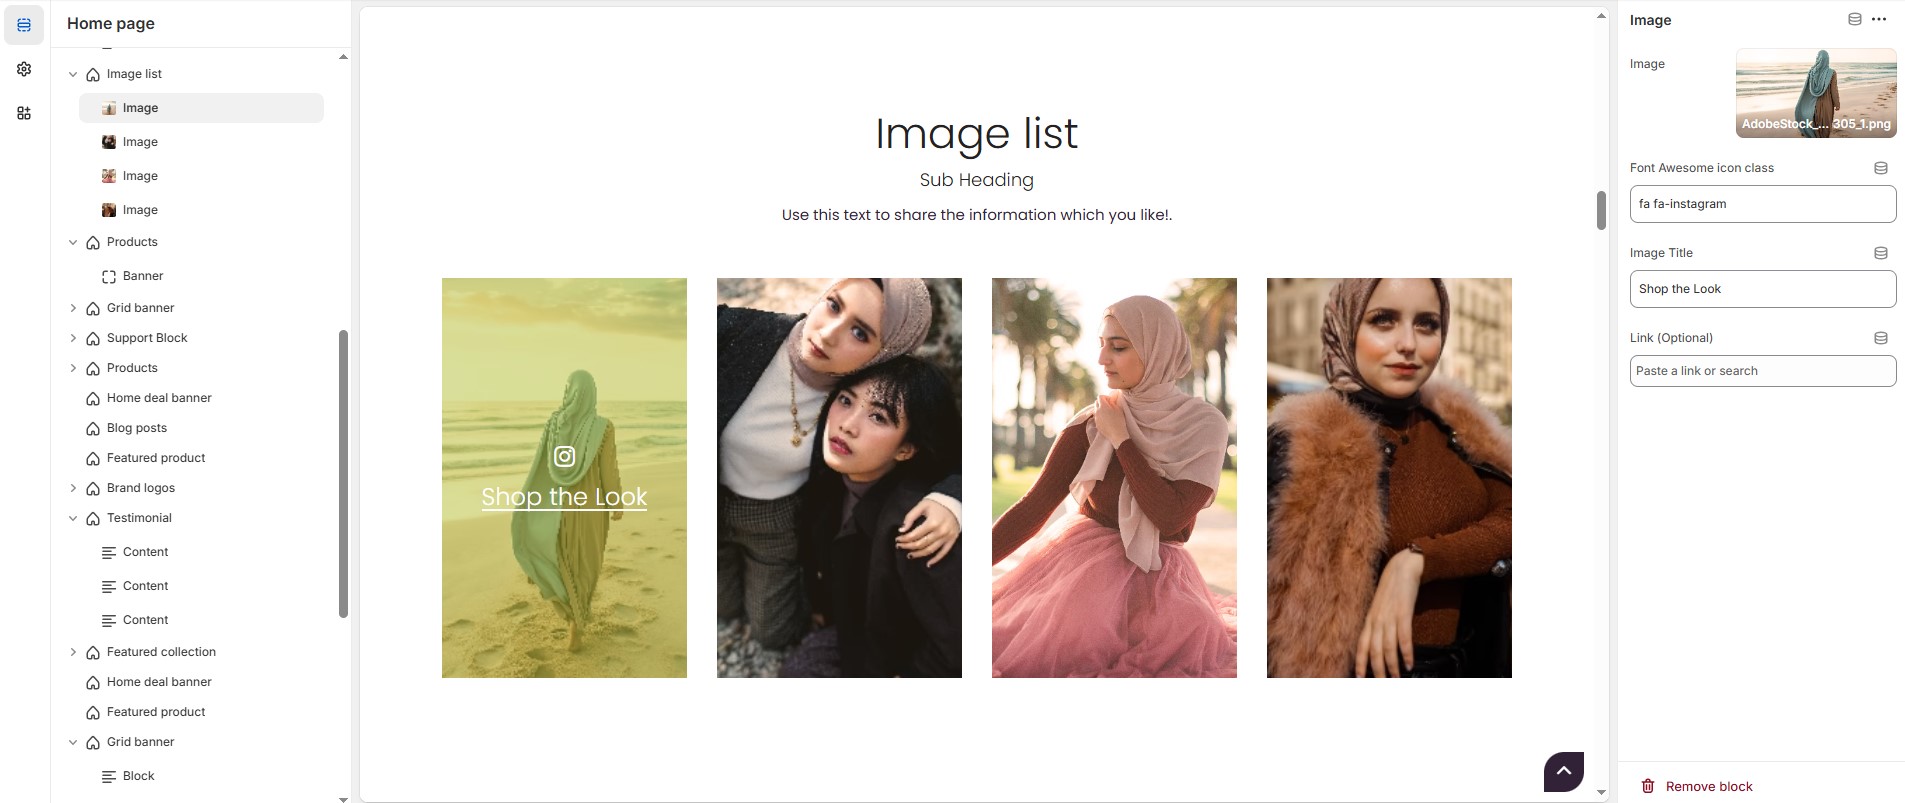 Home page
Image list
Image
Image
Image
Image
Products
Banner
Grid banner
Support Block
Products
Home deal banner
Blog posts
Featured product
Brand logos
Testimonial
Content
Content
Content
Featured collection
Home deal banner
Featured product
Grid banner
Block
Image list
Sub Heading
Use this text to share the information which you like!.
Shop the Look
Image
Image
AdobeStock_... 305_1.png
Font Awesome icon class
fa fa-instagram
Image Title
Shop the Look
Link (Optional)
Paste a link or search
Remove block